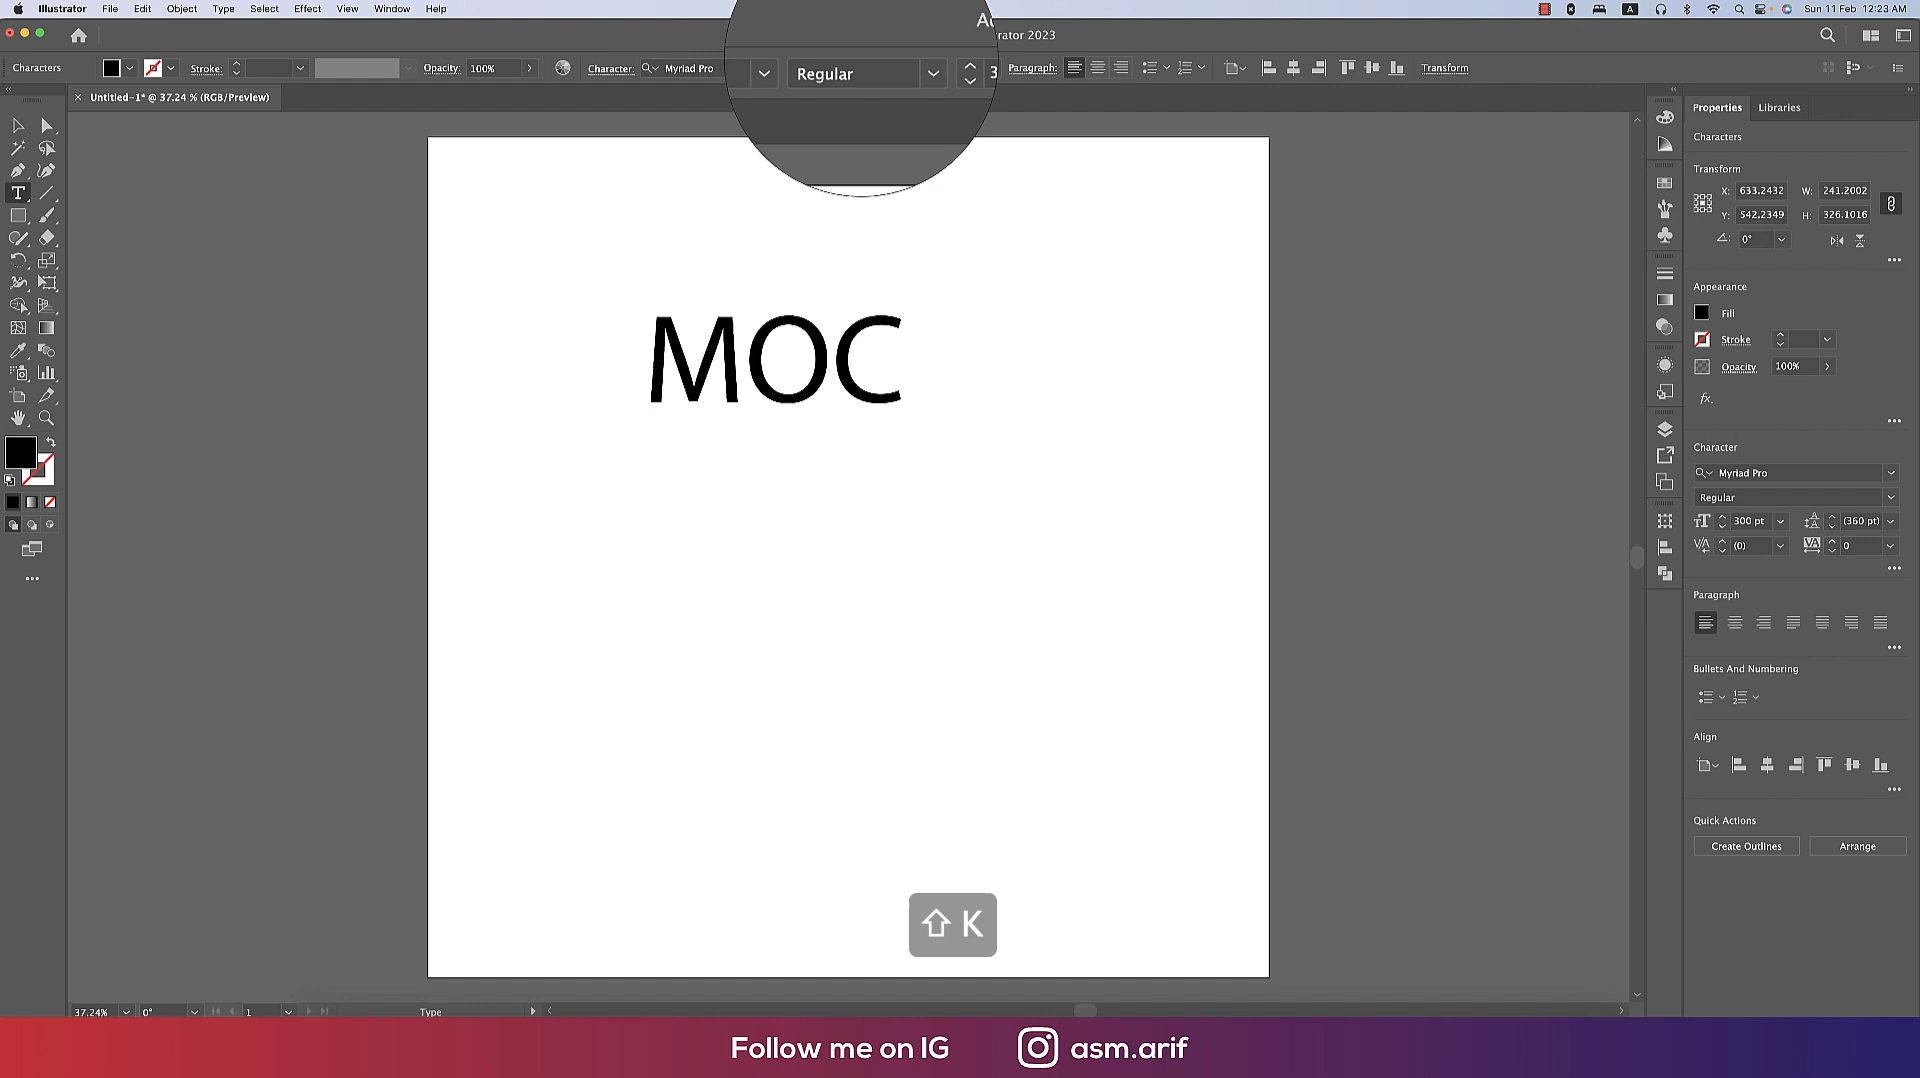 Illustrator File Edit Object Type Select Effect View Window Help
A Sun 11 Feb 12:23 AM
rator 2023
Characters Stroke: Opacity: 100% Character: Myriad Pro Regular 3 Paragraph: Transform
× Untitled-1* @ 37.24 % (RGB/Preview)
Properties Libraries
Characters
Transform
X: 633.2432 W: 241.2002
Y: 542.2349 H: 326.1016
0°
Appearance
Fill
Stroke
Opacity 100%
fx.
Character
Myriad Pro
Regular
300 pt (360 pt)
(0) 0
Paragraph
Bullets And Numbering
Align
Quick Actions
Create Outlines Arrange
MOC
⇧ K
37.24% 0° 1 Type
Follow me on IG asm.arif